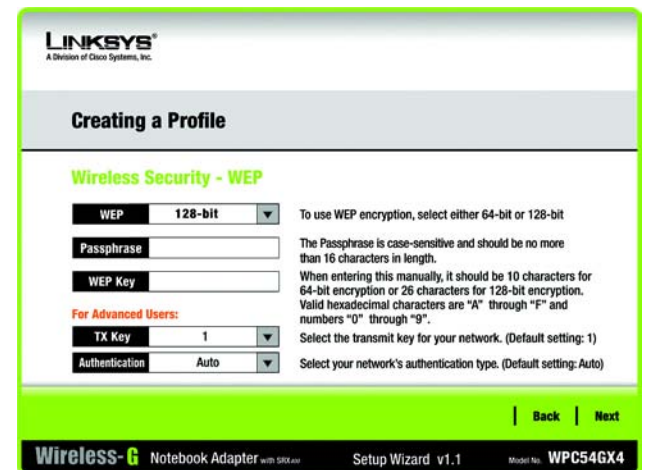 LINKSYS®
A Division of Cisco Systems, Inc.
Creating a Profile
Wireless Security - WEP
WEP 128-bit To use WEP encryption, select either 64-bit or 128-bit
Passphrase The Passphrase is case-sensitive and should be no more
than 16 characters in length.
WEP Key When entering this manually, it should be 10 characters for
64-bit encryption or 26 characters for 128-bit encryption.
Valid hexadecimal characters are “A” through “F” and
numbers “0” through “9”.
For Advanced Users:
TX Key 1 Select the transmit key for your network. (Default setting: 1)
Authentication Auto Select your network's authentication type. (Default setting: Auto)
Back Next
Wireless-G Notebook Adapter with SRX400 Setup Wizard v1.1 Model No. WPC54GX4